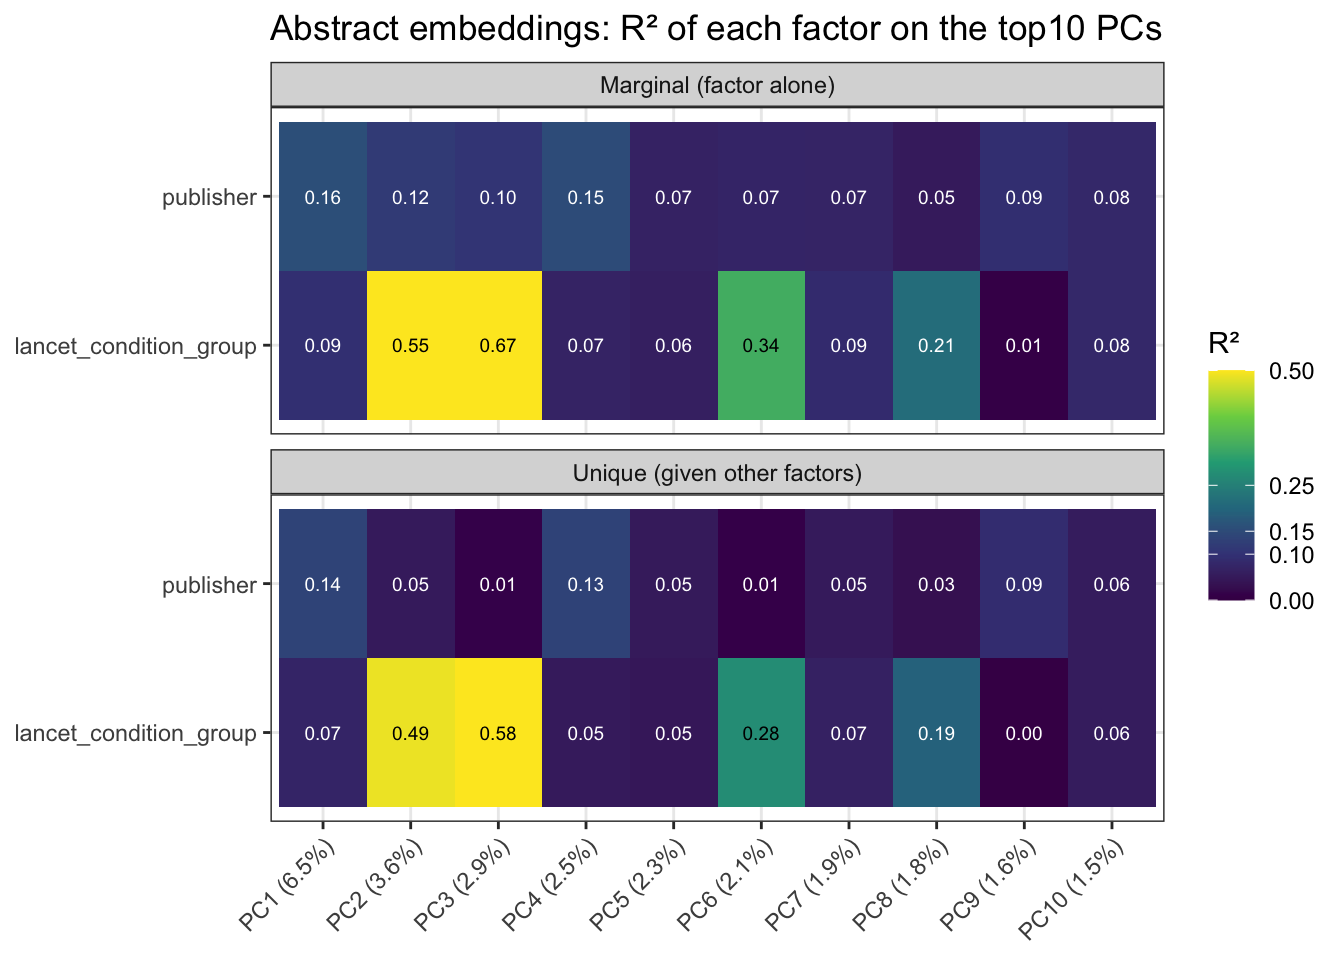 Abstract embeddings: R² of each factor on the top10 PCs
Marginal (factor alone)
publisher 0.16 0.12 0.10 0.15 0.07 0.07 0.07 0.05 0.09 0.08
lancet_condition_group 0.09 0.55 0.67 0.07 0.06 0.34 0.09 0.21 0.01 0.08
Unique (given other factors)
publisher 0.14 0.05 0.01 0.13 0.05 0.01 0.05 0.03 0.09 0.06
lancet_condition_group 0.07 0.49 0.58 0.05 0.05 0.28 0.07 0.19 0.00 0.06
PC1 (6.5%)
PC2 (3.6%)
PC3 (2.9%)
PC4 (2.5%)
PC5 (2.3%)
PC6 (2.1%)
PC7 (1.9%)
PC8 (1.8%)
PC9 (1.6%)
PC10 (1.5%)
R²
0.50
0.25
0.15
0.10
0.00